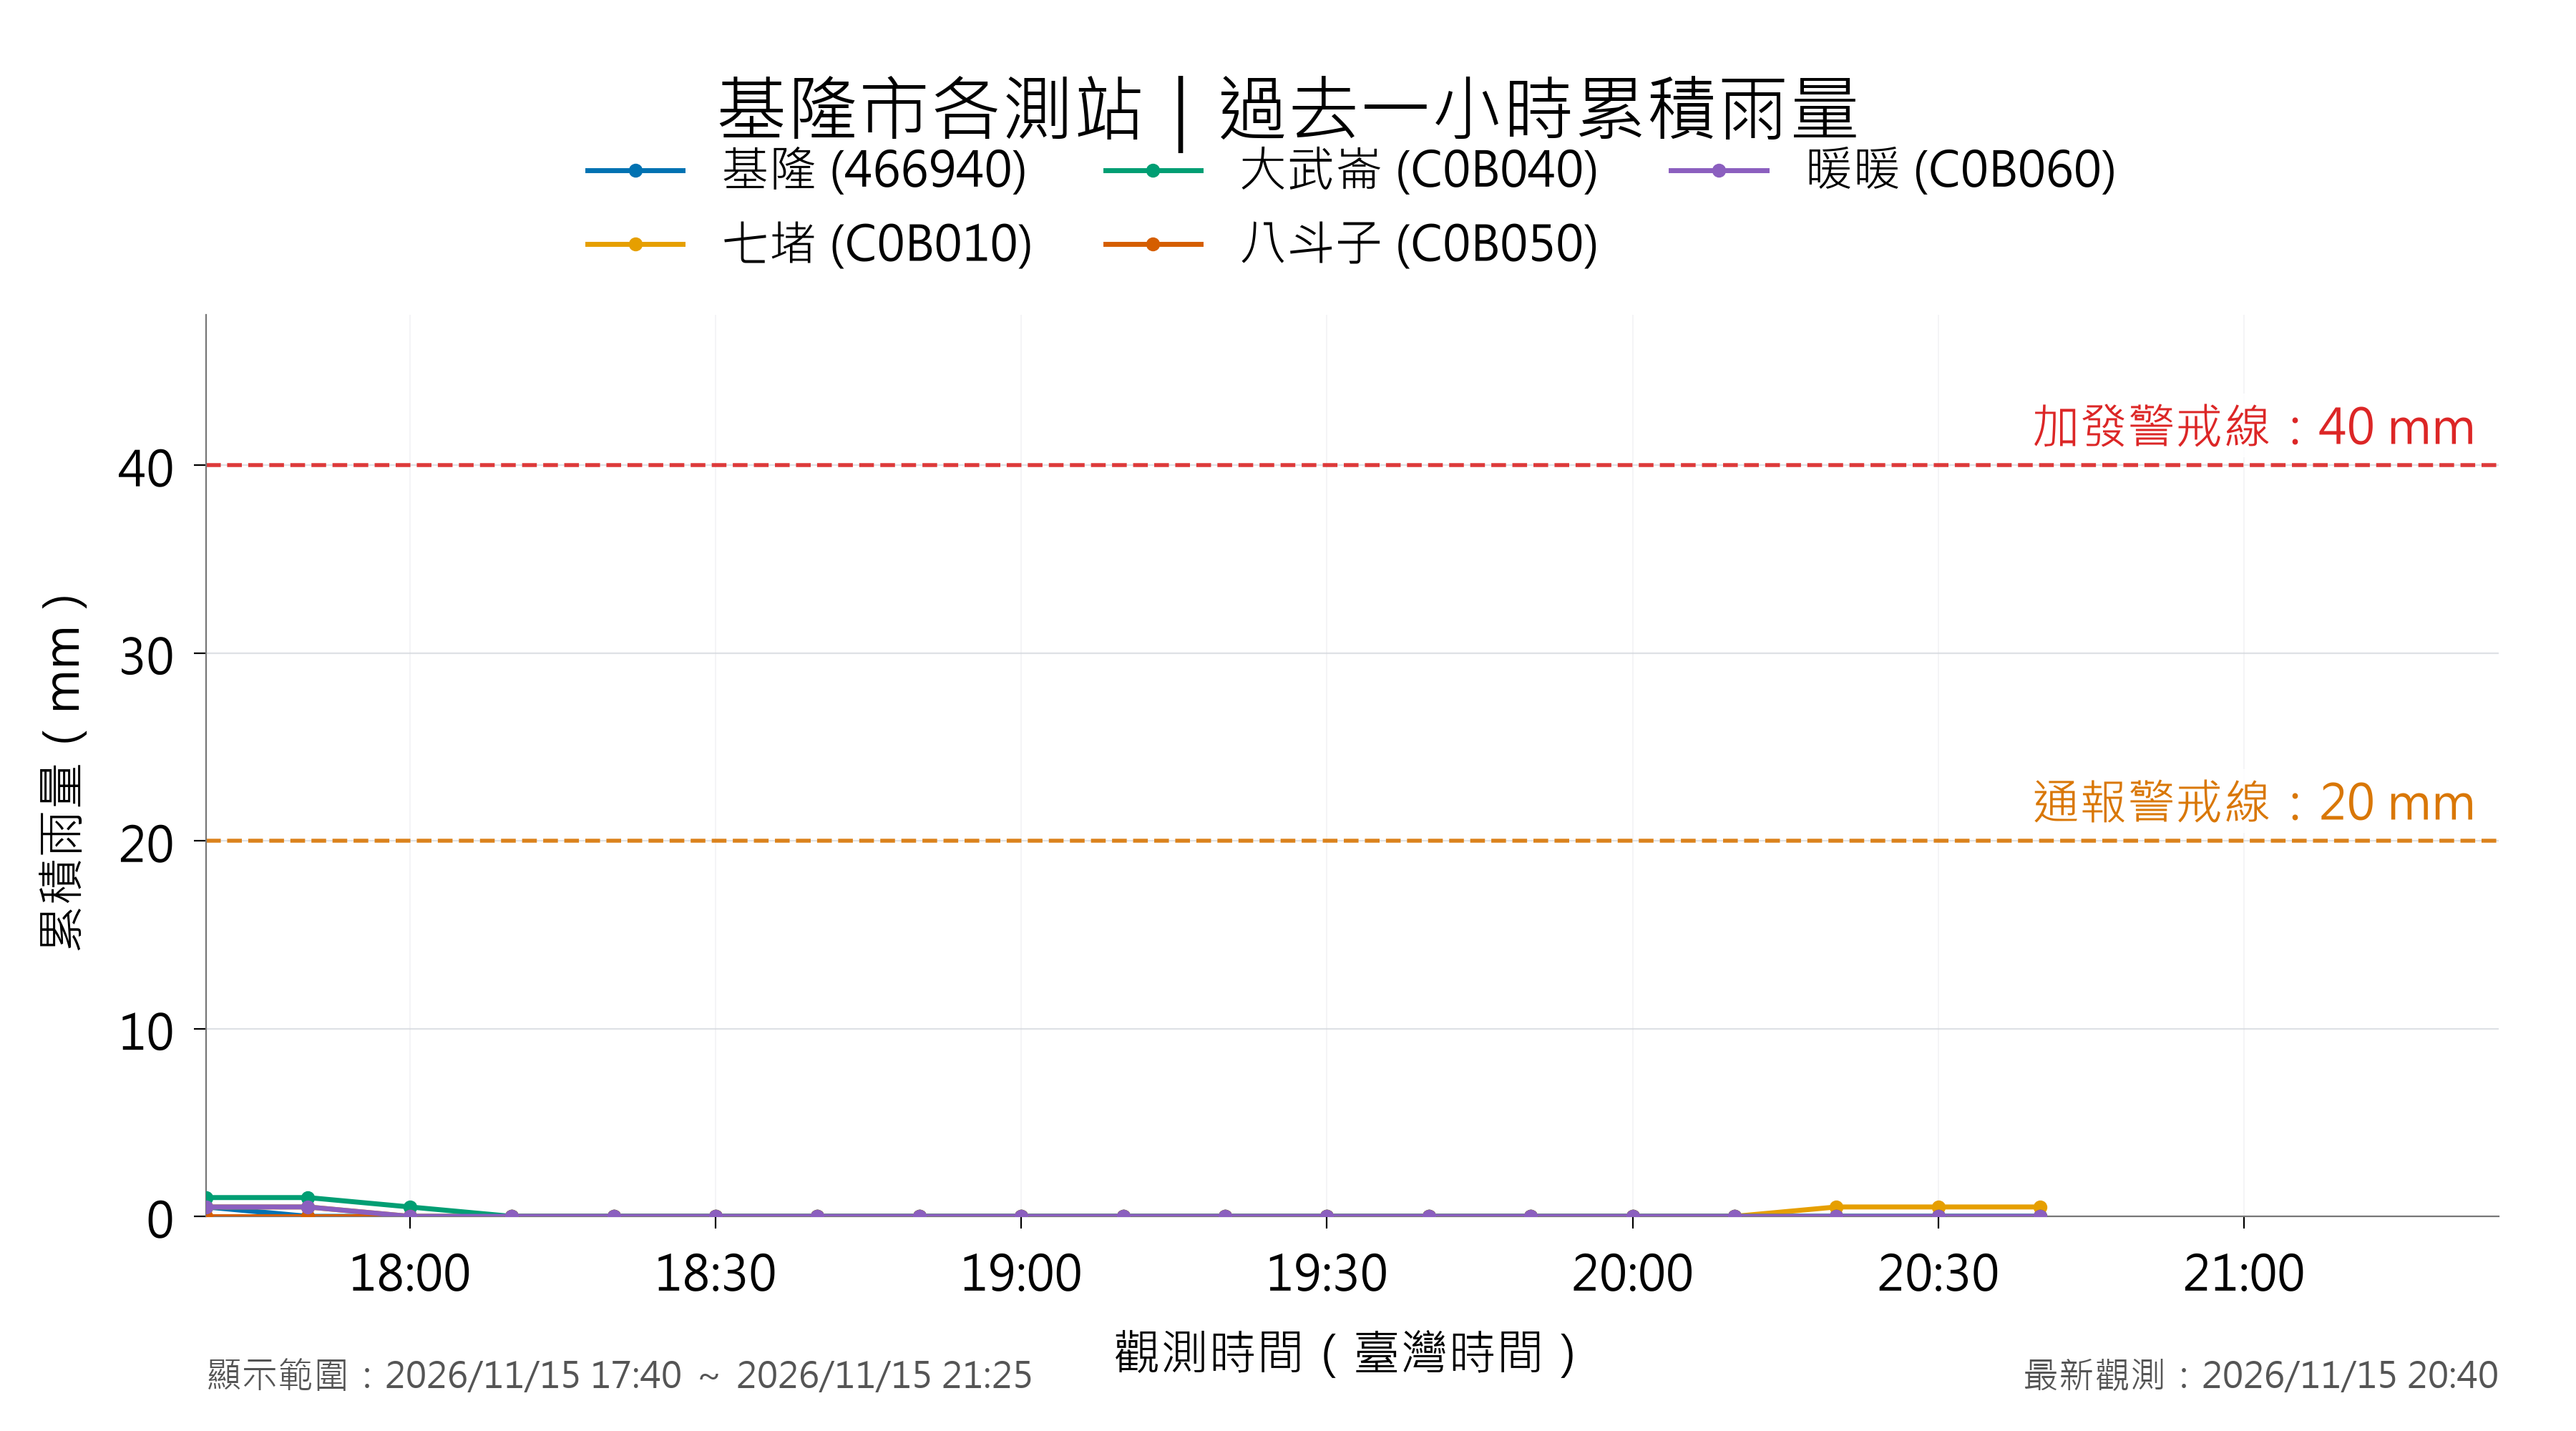 基隆市各測站｜過去一小時累積雨量
基隆 (466940)
大武崙 (C0B040)
暖暖 (C0B060)
七堵 (C0B010)
八斗子 (C0B050)
累積雨量（mm）
40
30
20
10
0
加發警戒線：40 mm
通報警戒線：20 mm
18:00
18:30
19:00
19:30
20:00
20:30
21:00
觀測時間（臺灣時間）
顯示範圍：2026/11/15 17:40 ~ 2026/11/15 21:25
最新觀測：2026/11/15 20:40